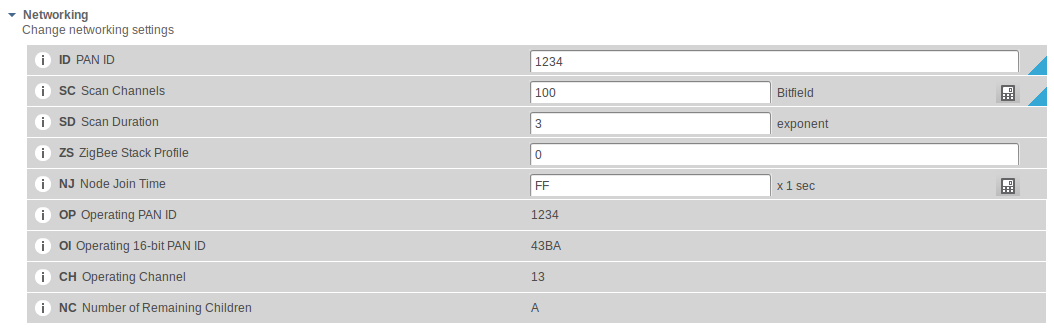 Networking
Change networking settings
ID PAN ID 1234
SC Scan Channels 100 Bitfield
SD Scan Duration 3 exponent
ZS ZigBee Stack Profile 0
NJ Node Join Time FF x 1 sec
OP Operating PAN ID 1234
OI Operating 16-bit PAN ID 43BA
CH Operating Channel 13
NC Number of Remaining Children A